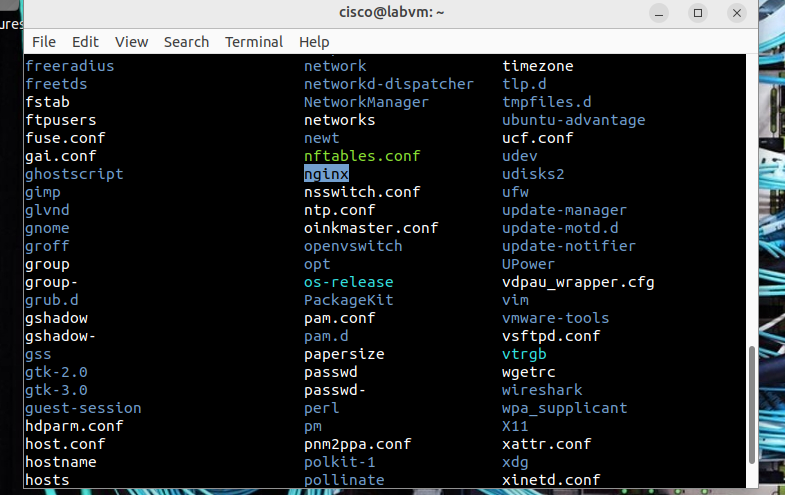 ures
cisco@labvm: ~
File Edit View Search Terminal Help
freeradius network timezone
freetds networkd-dispatcher tlp.d
fstab NetworkManager tmpfiles.d
ftpusers networks ubuntu-advantage
fuse.conf newt ucf.conf
gai.conf nftables.conf udev
ghostscript nginx udisks2
gimp nsswitch.conf ufw
glvnd ntp.conf update-manager
gnome oinkmaster.conf update-motd.d
groff openvswitch update-notifier
group opt UPower
group- os-release vdpau_wrapper.cfg
grub.d PackageKit vim
gshadow pam.conf vmware-tools
gshadow- pam.d vsftpd.conf
gss papersize vtrgb
gtk-2.0 passwd wgetrc
gtk-3.0 passwd- wireshark
guest-session perl wpa_supplicant
hdparm.conf pm X11
host.conf pnm2ppa.conf xattr.conf
hostname polkit-1 xdg
hosts pollinate xinetd.conf